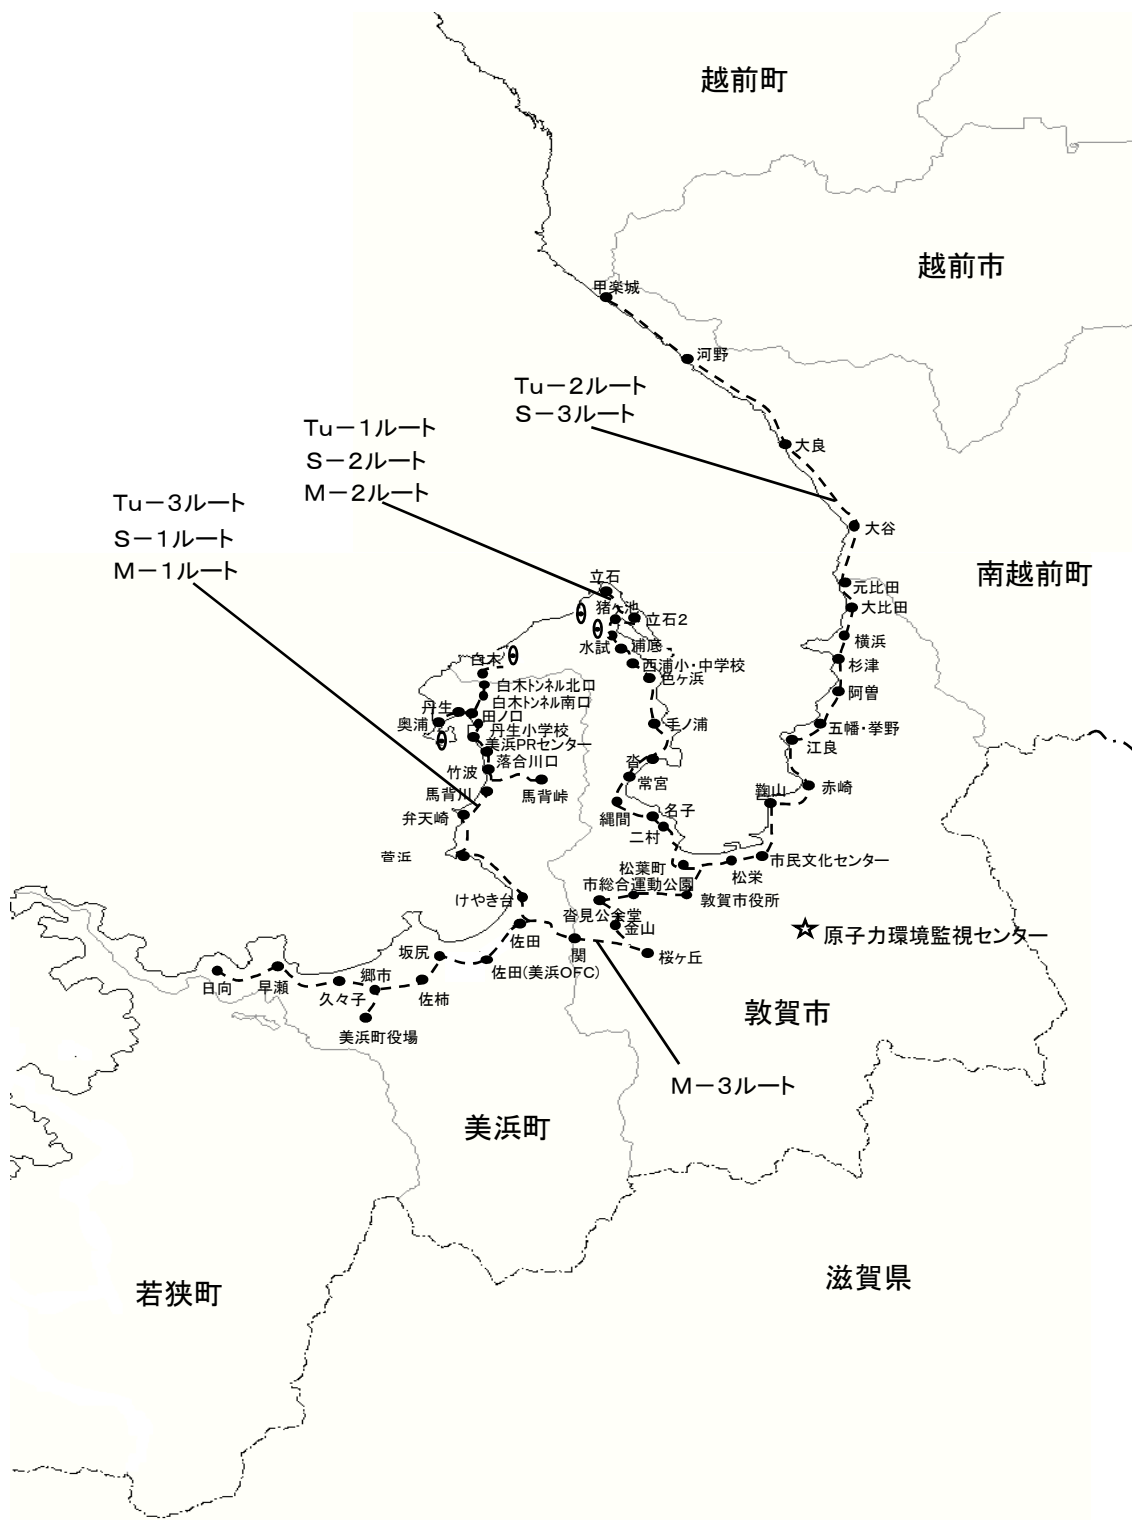 越前町
越前市
甲楽城
河野
Tu－2ルート
S－3ルート
大良
Tu－1ルート
S－2ルート
M－2ルート
Tu－3ルート
S－1ルート
M－1ルート
大谷
南越前町
立石
元比田
猪ヶ池
立石2
大比田
水試
浦底
横浜
白木
西浦小・中学校
杉津
色ヶ浜
白木トンネル北口
阿曽
白木トンネル南口
丹生
田ノ口
奥浦
手ノ浦
五幡・挙野
丹生小学校
美浜PRセンター
江良
落合川口
沓
竹波
常宮
赤崎
馬背川
馬背峠
鞠山
縄間
名子
弁天崎
二村
菅浜
松葉町
松栄
市民文化センター
市総合運動公園
けやき台
敦賀市役所
沓見公会堂
佐田
金山
原子力環境監視センター
坂尻
関
桜ヶ丘
佐田(美浜OFC)
日向
早瀬
久々子
郷市
佐柿
美浜町役場
敦賀市
M－3ルート
美浜町
若狭町
滋賀県